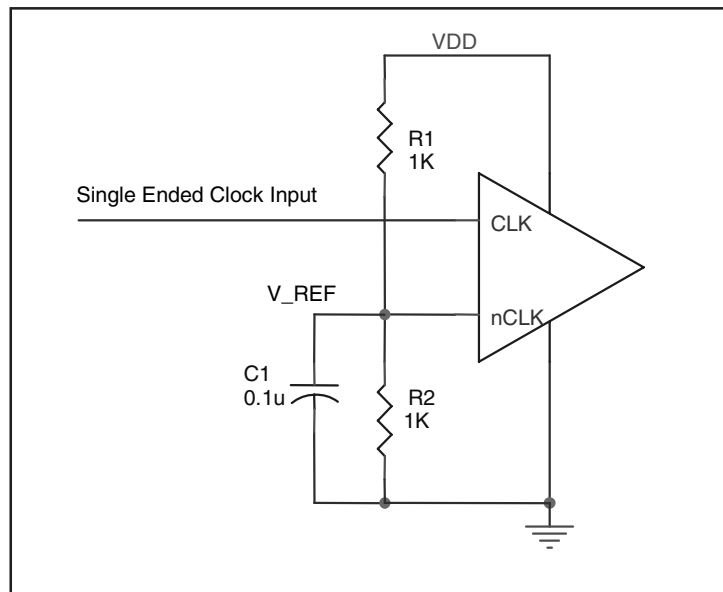 VDD
R1
1K
Single Ended Clock Input
CLK
V_REF
nCLK
C1
0.1u
R2
1K